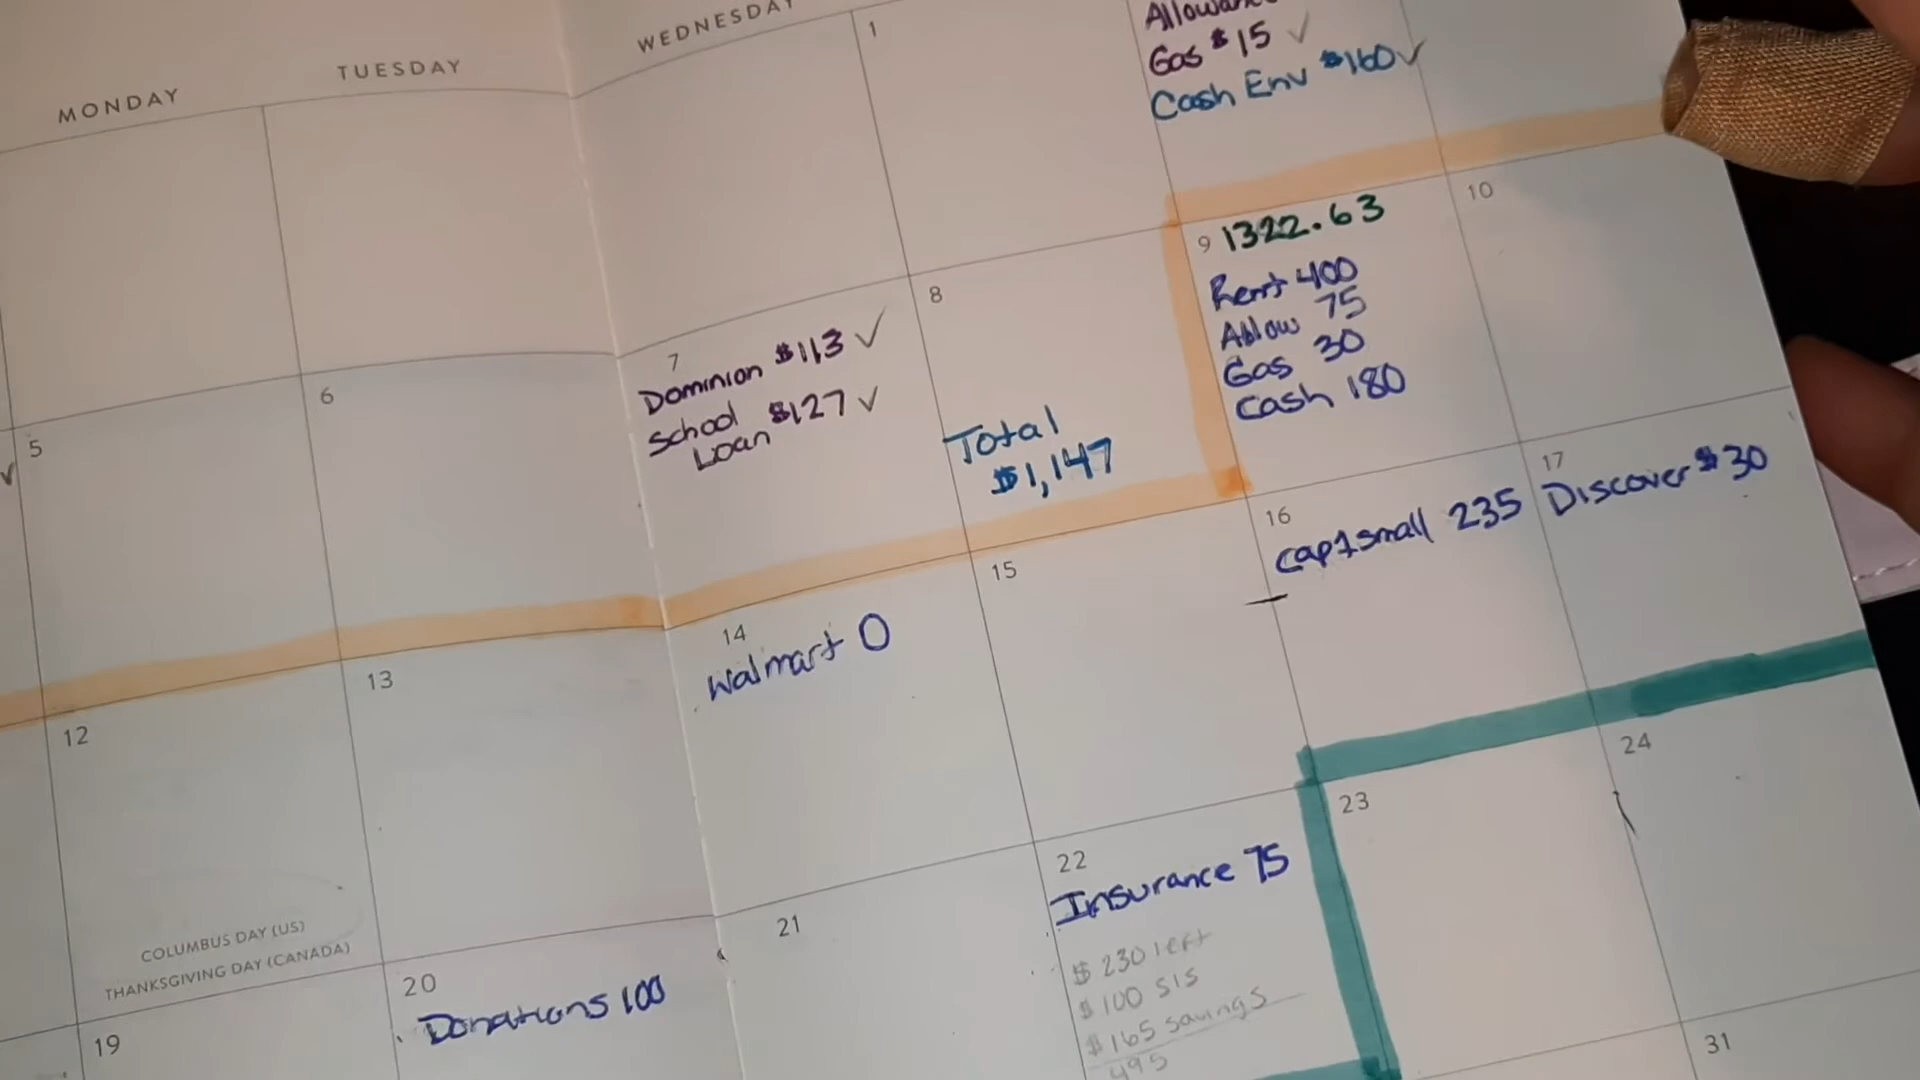 MONDAY
TUESDAY
WEDNESDAY
1
Gas $15 ✓
Cash Env $160 ✓
5
6
7
Dominion $113 ✓
School $127 ✓
Loan
8
Total
$1,147
9 1322.63
Rent 400
Allow 75
Gas 30
Cash 180
10
12
COLUMBUS DAY (US)
THANKSGIVING DAY (CANADA)
13
14
Walmart 0
15
16
Cap1small 235
17
Discover $30
19
20
Donations 100
21
22
Insurance 75
$230 left
$100 sis
$165 savings
495
23
24
31